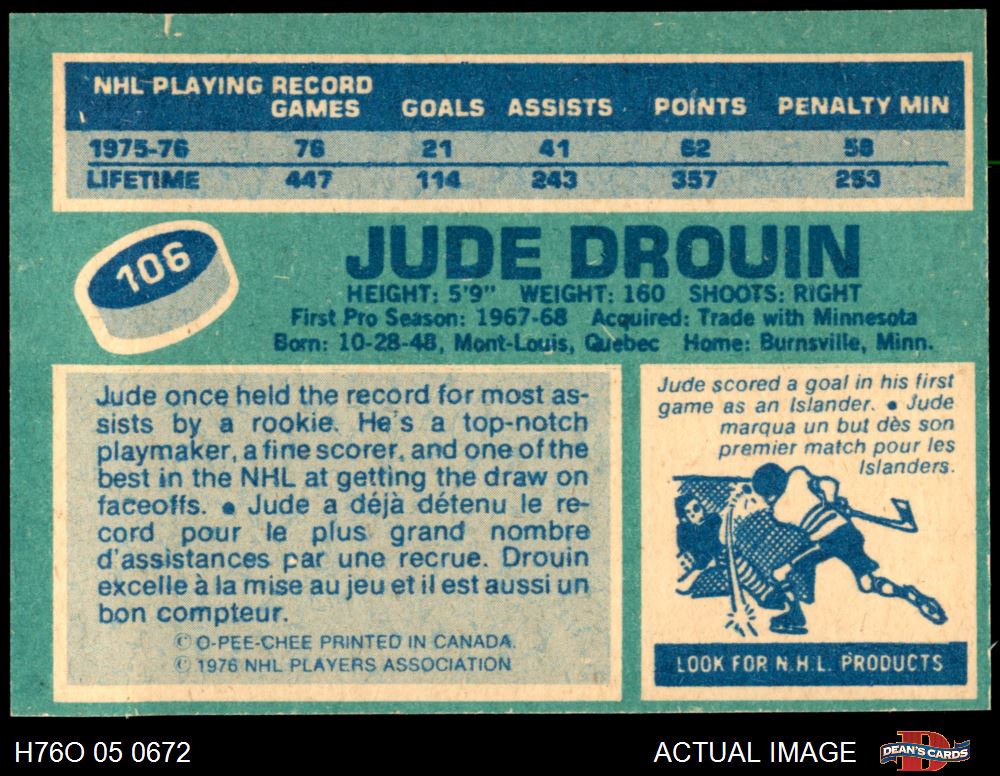 NHL PLAYING RECORD
GAMES GOALS ASSISTS POINTS PENALTY MIN
1975-76 76 21 41 62 58
LIFETIME 447 114 243 357 253
106
JUDE DROUIN
HEIGHT: 5'9" WEIGHT: 160 SHOOTS: RIGHT
First Pro Season: 1967-68 Acquired: Trade with Minnesota
Born: 10-28-48, Mont-Louis, Quebec Home: Burnsville, Minn.
Jude once held the record for most as-
sists by a rookie. He's a top-notch
playmaker, a fine scorer, and one of the
best in the NHL at getting the draw on
faceoffs. • Jude a déjà détenu le re-
cord pour le plus grand nombre
d'assistances par une recrue. Drouin
excelle à la mise au jeu et il est aussi un
bon compteur.
© O-PEE-CHEE PRINTED IN CANADA.
© 1976 NHL PLAYERS ASSOCIATION
Jude scored a goal in his first
game as an Islander. • Jude
marqua un but dès son
premier match pour les
Islanders.
LOOK FOR N.H.L. PRODUCTS
H76O 05 0672
ACTUAL IMAGE
DEAN'S CARDS